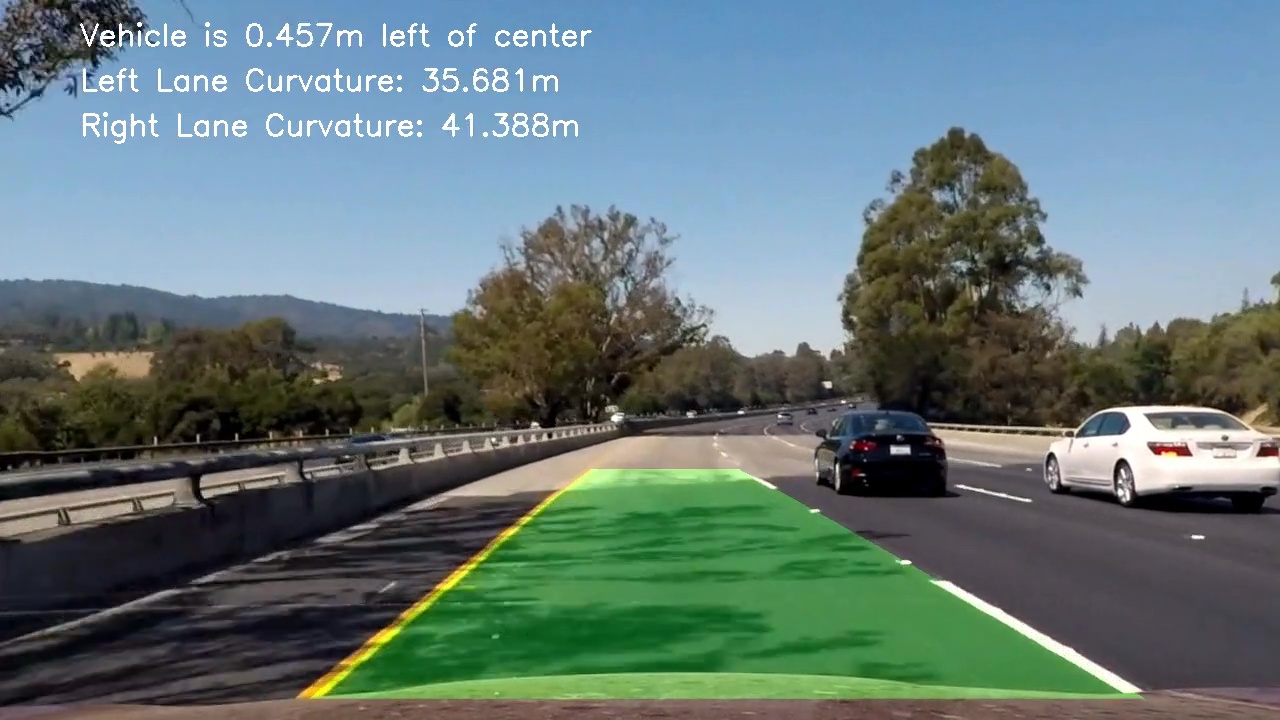 Vehicle is 0.457m left of center
Left Lane Curvature: 35.681m
Right Lane Curvature: 41.388m